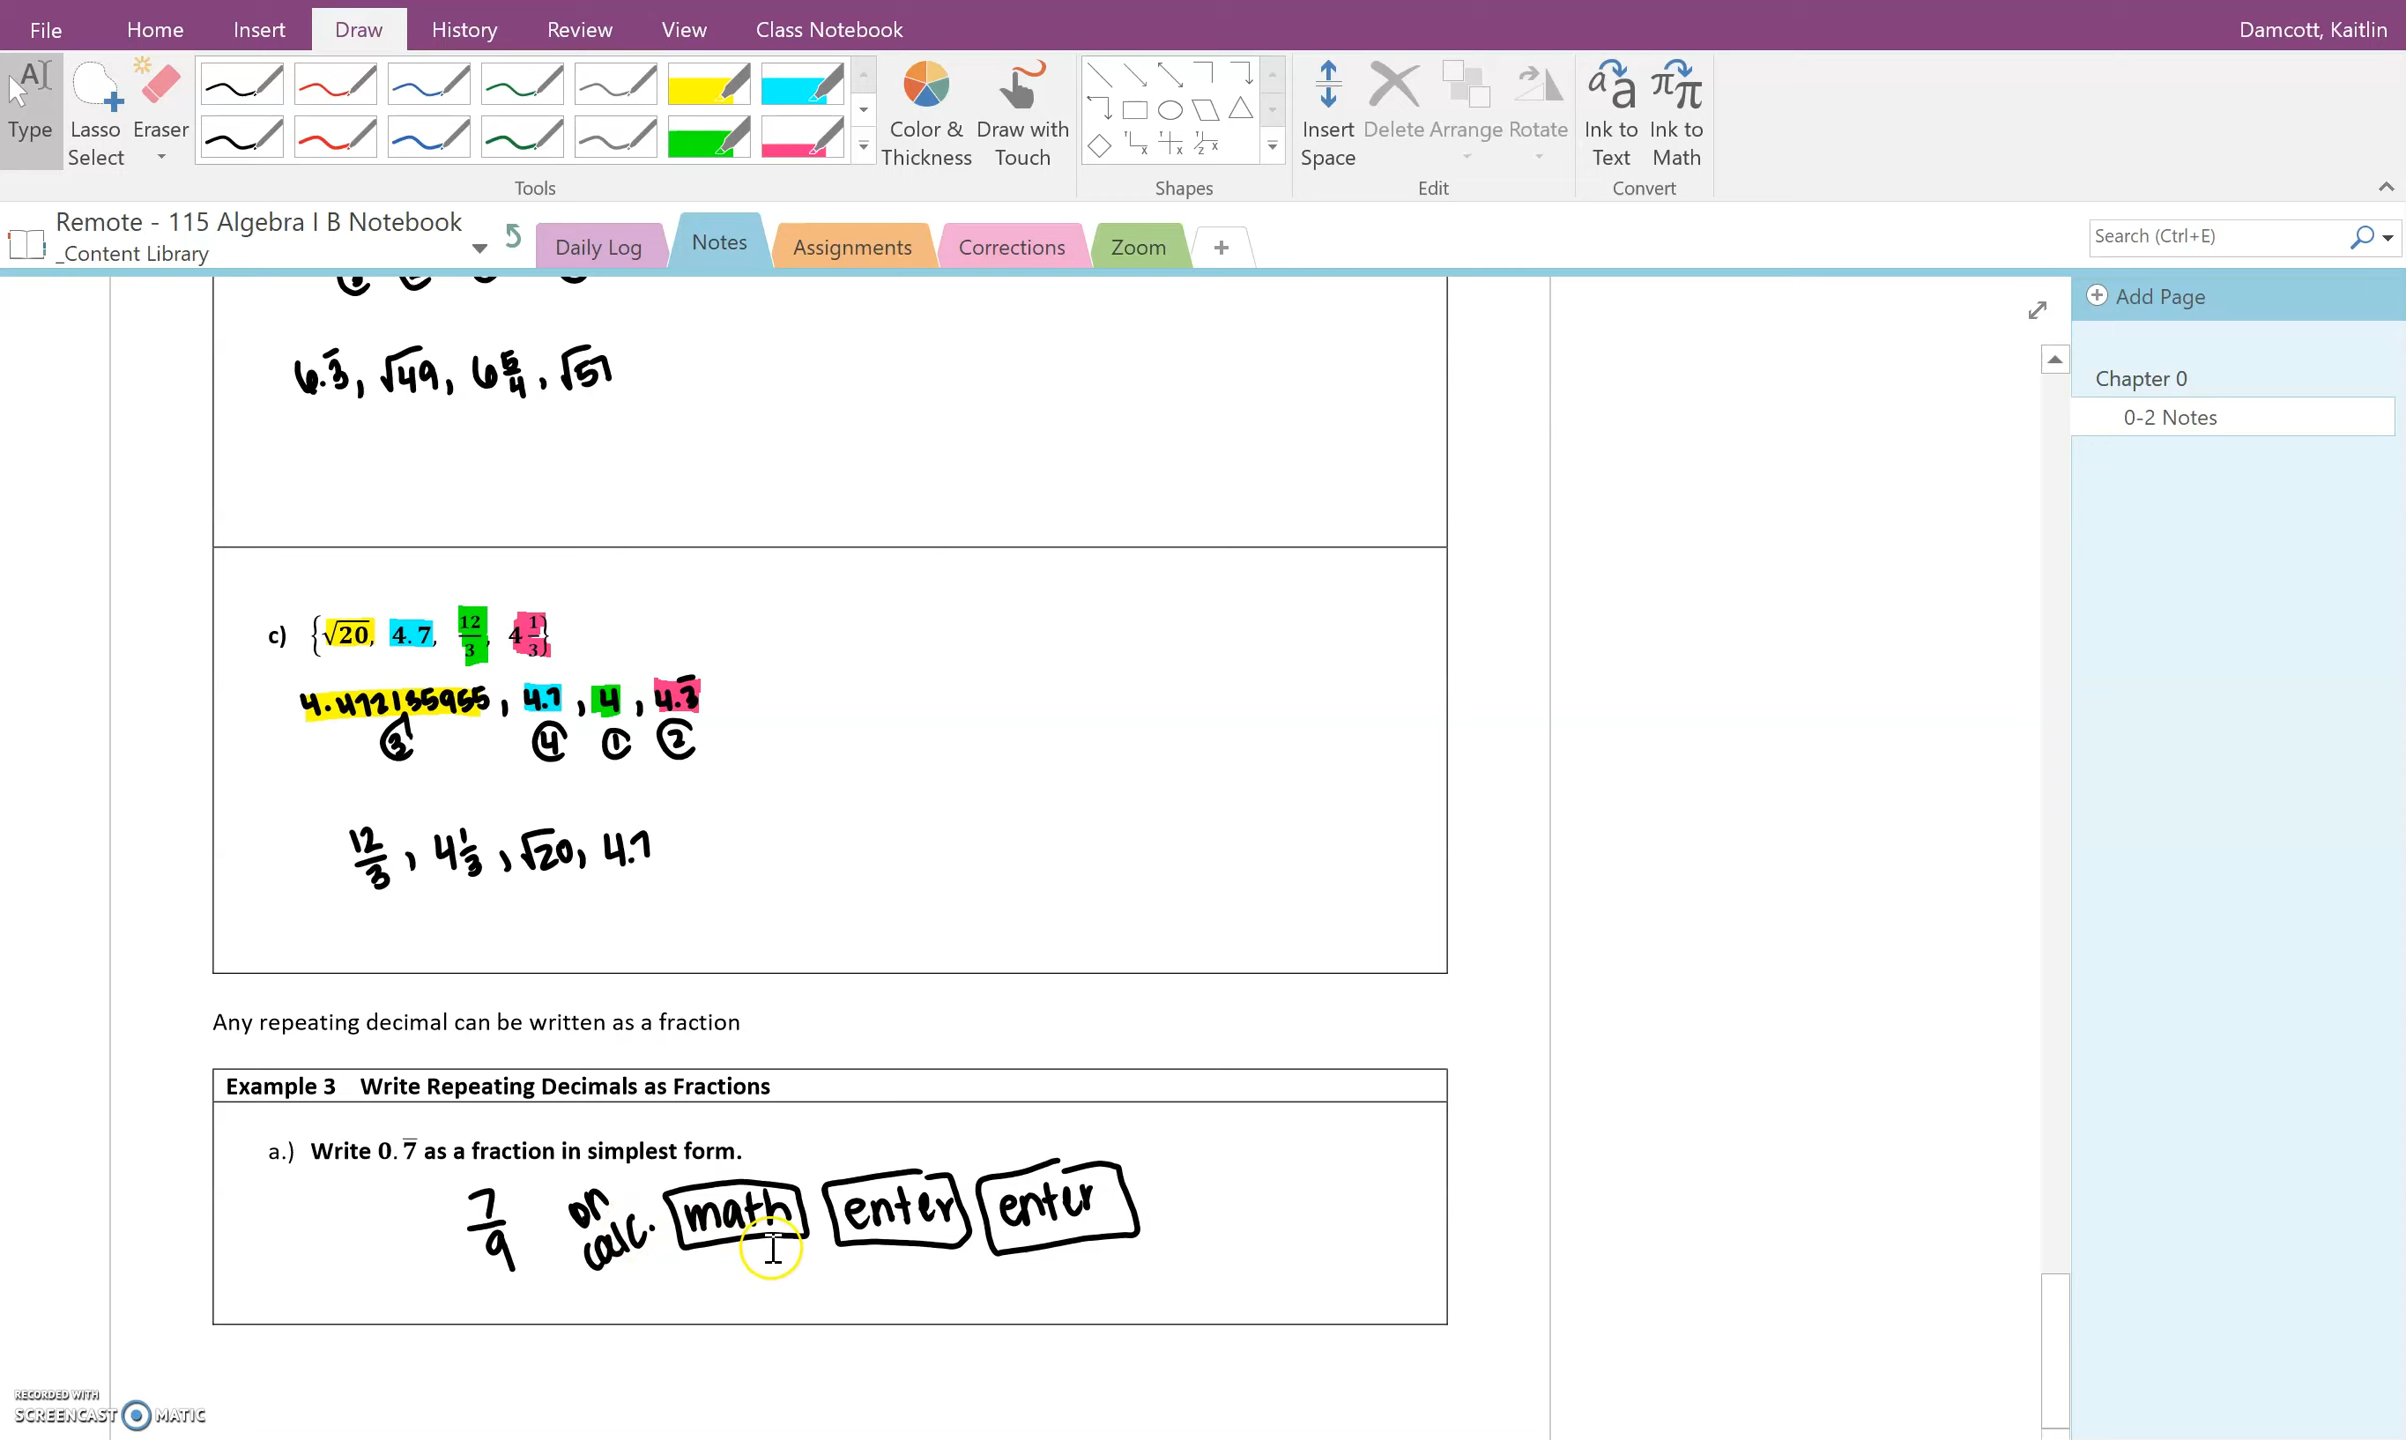 File Home Insert Draw History Review View Class Notebook Damcott, Kaitlin
Type Lasso Select Eraser Color & Thickness Draw with Touch Insert Space Delete Arrange Rotate Ink to Text Ink to Math
Tools Shapes Edit Convert
Remote - 115 Algebra I B Notebook
_Content Library
Daily Log Notes Assignments Corrections Zoom +
Search (Ctrl+E)
Add Page
Chapter 0
0-2 Notes
6.3̅, √49, 6 5/4, √57
c) {√20, 4.7, 12/3, 4 1/3}
4.472135955, 4.7, 4, 4.3̅
③ ④ ① ②
12/3, 4 1/3, √20, 4.7
Any repeating decimal can be written as a fraction
Example 3 Write Repeating Decimals as Fractions
a.) Write 0.7̅ as a fraction in simplest form.
7/9 on calc. math enter enter
RECORDED WITH
SCREENCAST MATIC